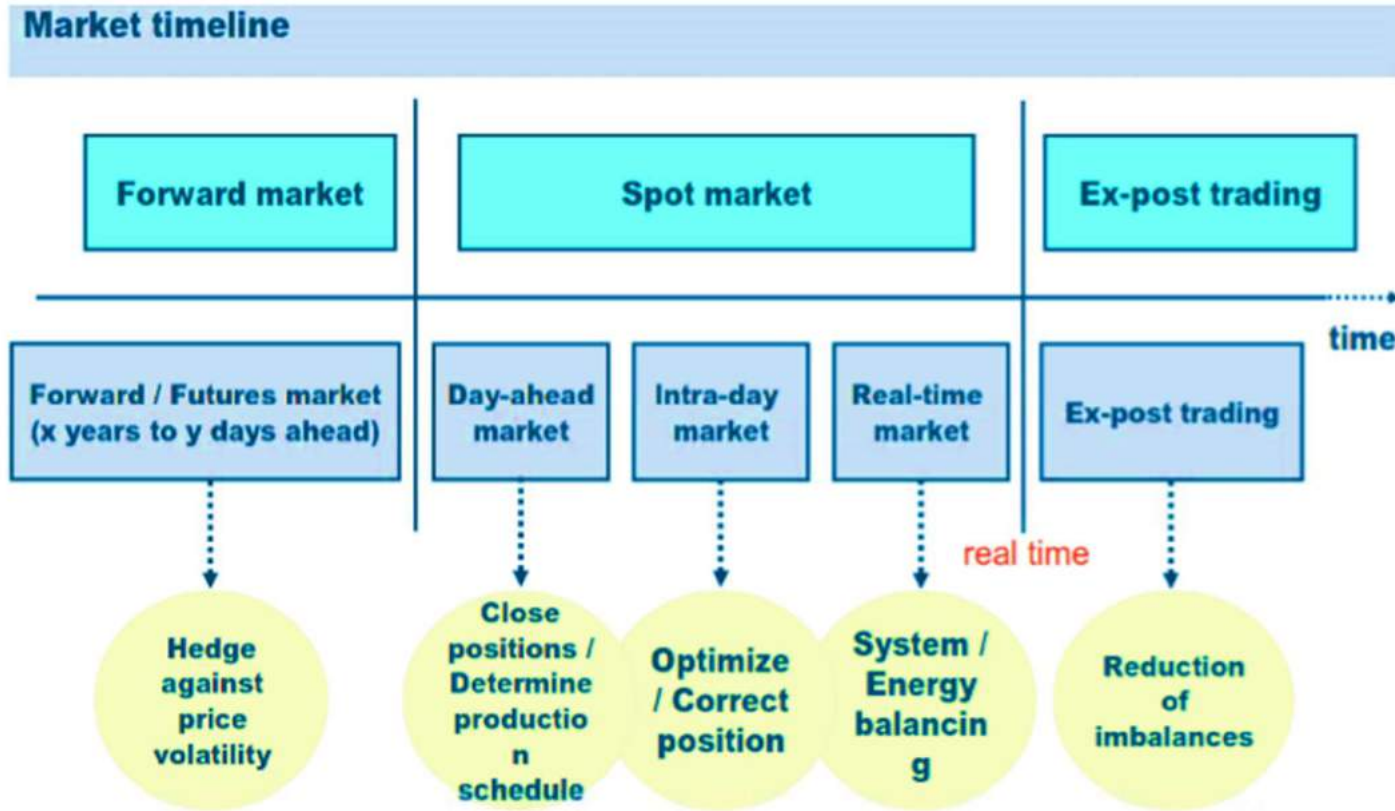 Market timeline
Forward market
Spot market
Ex-post trading
time
Forward / Futures market
(x years to y days ahead)
Day-ahead
market
Intra-day
market
Real-time
market
Ex-post trading
real time
Hedge
against
price
volatility
Close
positions /
Determine
productio
n
schedule
Optimize
/ Correct
position
System /
Energy
balancin
g
Reduction
of
imbalances